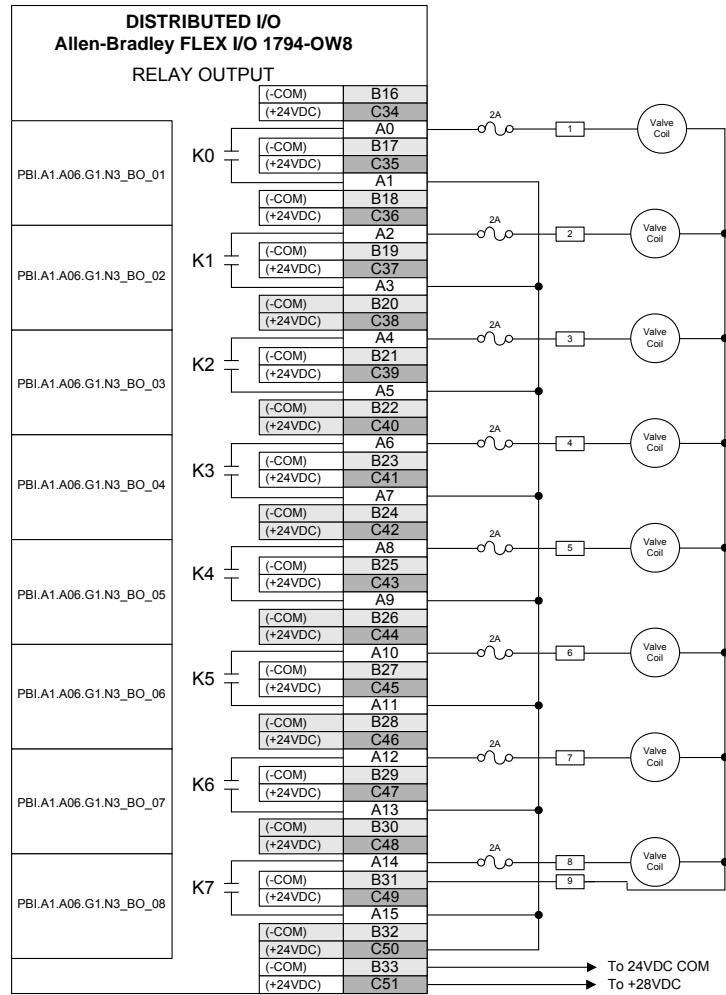 DISTRIBUTED I/O
Allen-Bradley FLEX I/O 1794-OW8
RELAY OUTPUT
(-COM) B16
(+24VDC) C34
A0 2A 1 Valve Coil
PBI.A1.A06.G1.N3_BO_01 K0
(-COM) B17
(+24VDC) C35
A1
(-COM) B18
(+24VDC) C36
A2 2A 2 Valve Coil
PBI.A1.A06.G1.N3_BO_02 K1
(-COM) B19
(+24VDC) C37
A3
(-COM) B20
(+24VDC) C38
A4 2A 3 Valve Coil
PBI.A1.A06.G1.N3_BO_03 K2
(-COM) B21
(+24VDC) C39
A5
(-COM) B22
(+24VDC) C40
A6 2A 4 Valve Coil
PBI.A1.A06.G1.N3_BO_04 K3
(-COM) B23
(+24VDC) C41
A7
(-COM) B24
(+24VDC) C42
A8 2A 5 Valve Coil
PBI.A1.A06.G1.N3_BO_05 K4
(-COM) B25
(+24VDC) C43
A9
(-COM) B26
(+24VDC) C44
A10 2A 6 Valve Coil
PBI.A1.A06.G1.N3_BO_06 K5
(-COM) B27
(+24VDC) C45
A11
(-COM) B28
(+24VDC) C46
A12 2A 7 Valve Coil
PBI.A1.A06.G1.N3_BO_07 K6
(-COM) B29
(+24VDC) C47
A13
(-COM) B30
(+24VDC) C48
A14 2A 8 Valve Coil
PBI.A1.A06.G1.N3_BO_08 K7
(-COM) B31 9
(+24VDC) C49
A15
(-COM) B32
(+24VDC) C50
(-COM) B33 To 24VDC COM
(+24VDC) C51 To +28VDC